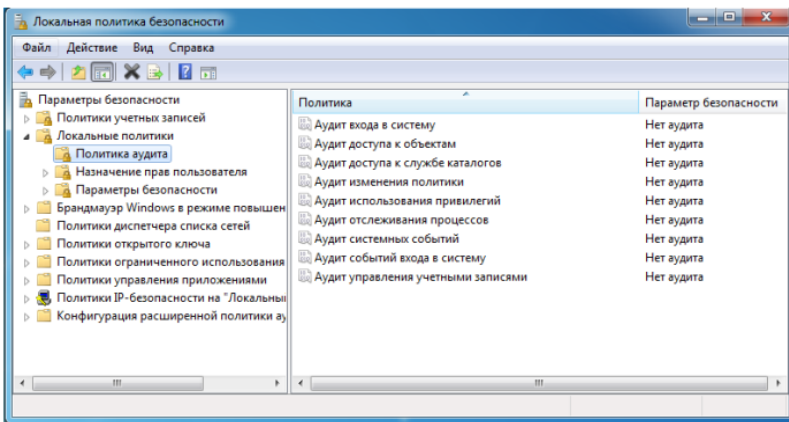 Локальная политика безопасности
Файл Действие Вид Справка
Параметры безопасности
Политики учетных записей
Локальные политики
Политика аудита
Назначение прав пользователя
Параметры безопасности
Брандмауэр Windows в режиме повышен
Политики диспетчера списка сетей
Политики открытого ключа
Политики ограниченного использования
Политики управления приложениями
Политики IP-безопасности на "Локальны
Конфигурация расширенной политики ау
Политика Параметр безопасности
Аудит входа в систему Нет аудита
Аудит доступа к объектам Нет аудита
Аудит доступа к службе каталогов Нет аудита
Аудит изменения политики Нет аудита
Аудит использования привилегий Нет аудита
Аудит отслеживания процессов Нет аудита
Аудит системных событий Нет аудита
Аудит событий входа в систему Нет аудита
Аудит управления учетными записями Нет аудита